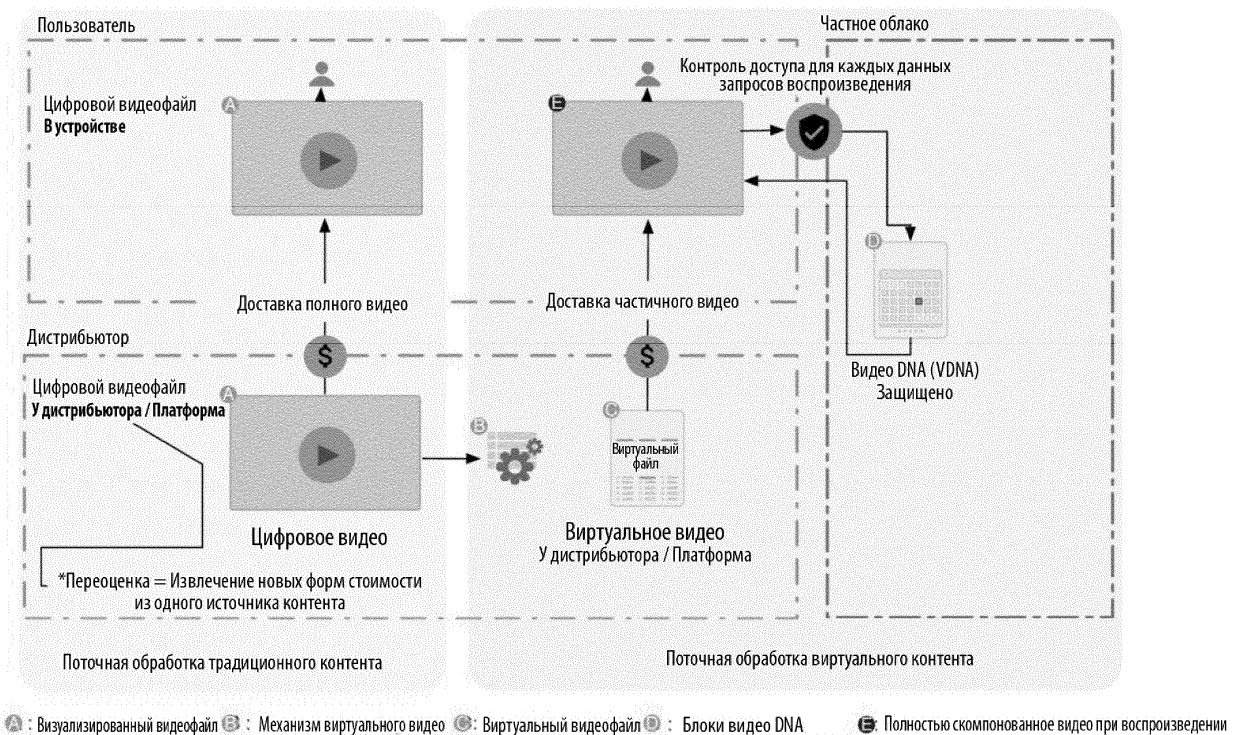 Пользователь
Частное облако
Цифровой видеофайл
В устройстве
A
E
Контроль доступа для каждых данных
запросов воспроизведения
D
Доставка полного видео
Доставка частичного видео
Дистрибьютор
$
$
Видео DNA (VDNA)
Защищено
Цифровой видеофайл
У дистрибьютора / Платформа
A
B
C
Виртуальный
файл
Цифровое видео
Виртуальное видео
У дистрибьютора / Платформа
*Переоценка = Извлечение новых форм стоимости
из одного источника контента
Поточная обработка традиционного контента
Поточная обработка виртуального контента
A : Визуализированный видеофайл B : Механизм виртуального видео C : Виртуальный видеофайл D : Блоки видео DNA E : Полностью скомпонованное видео при воспроизведении